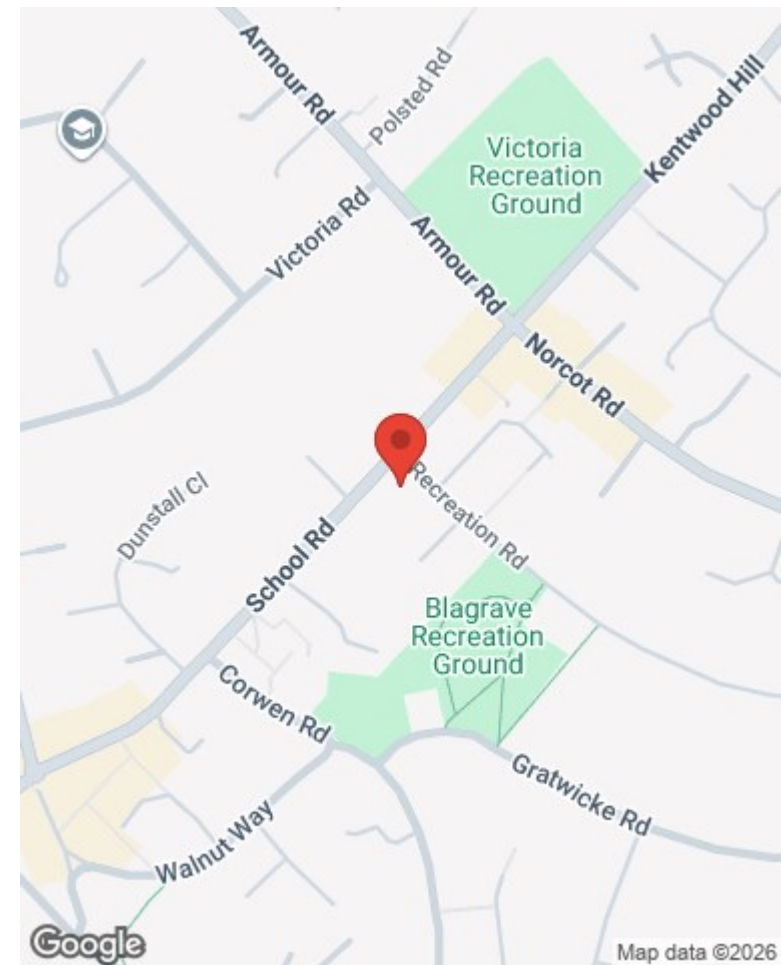 Armour Rd
Polsted Rd
Kentwood Hill
Victoria
Recreation
Ground
Victoria Rd
Armour Rd
Norcot Rd
Recreation Rd
Dunstall Cl
School Rd
Blagrave
Recreation
Ground
Corwen Rd
Gratwicke Rd
Walnut Way
Google
Map data ©2026